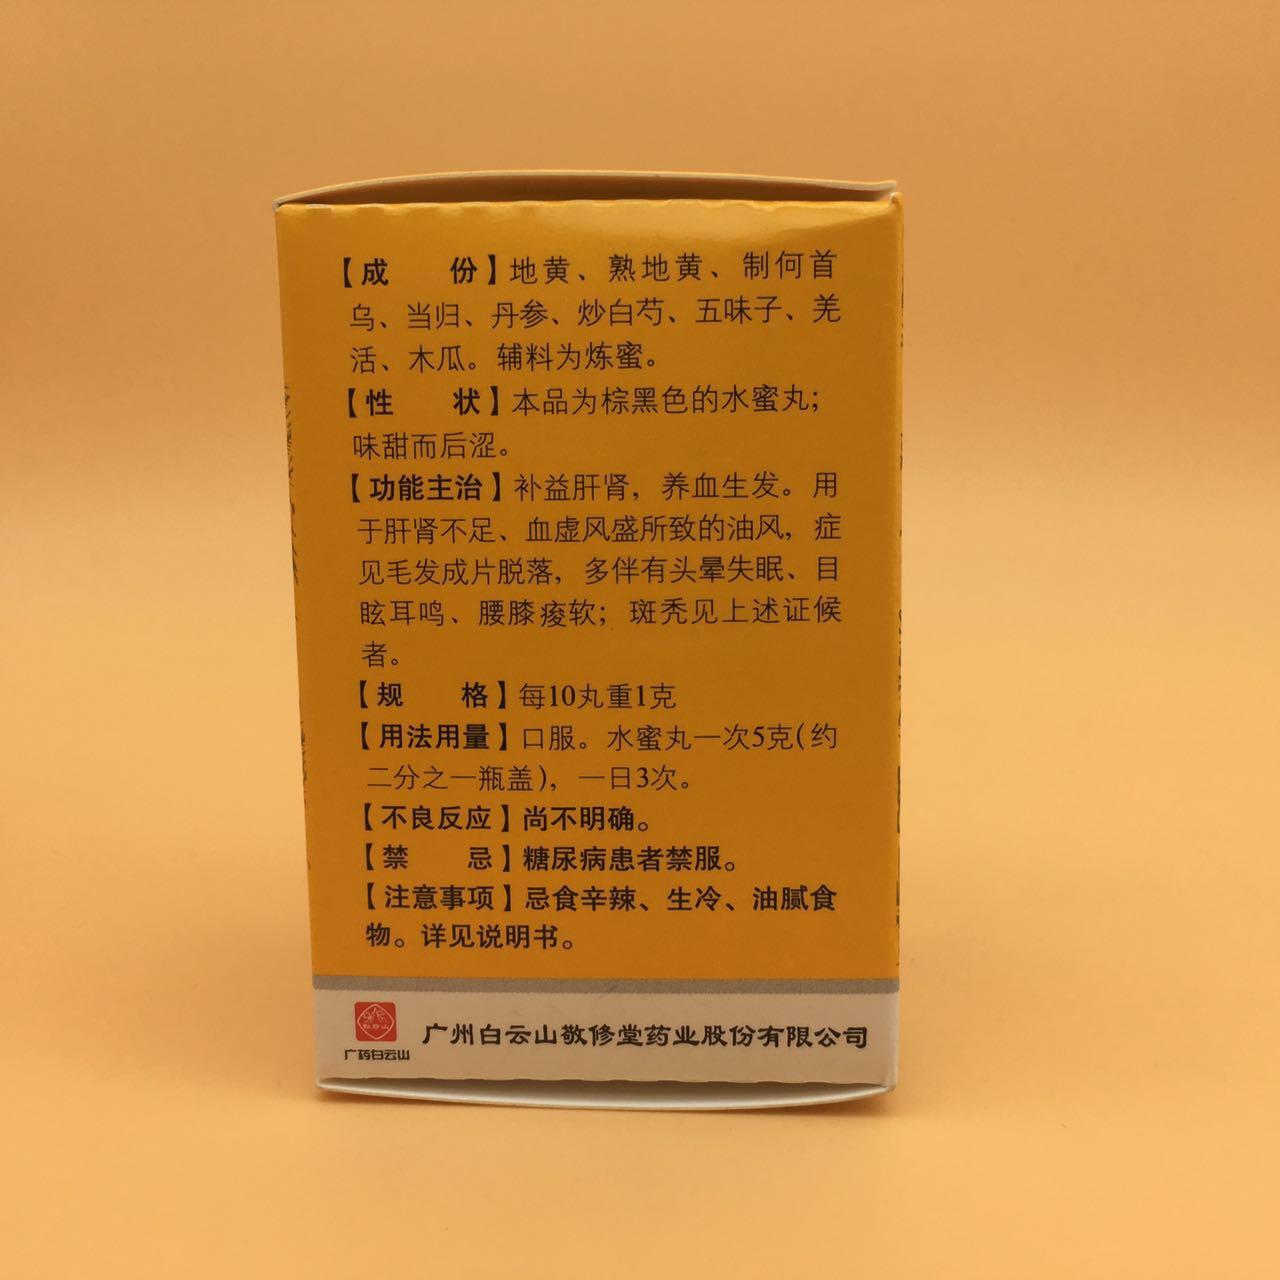 【成　份】地黄、熟地黄、制何首
乌、当归、丹参、炒白芍、五味子、羌
活、木瓜。辅料为炼蜜。
【性　状】本品为棕黑色的水蜜丸；
味甜而后涩。
【功能主治】补益肝肾，养血生发。用
于肝肾不足、血虚风盛所致的油风，症
见毛发成片脱落，多伴有头晕失眠、目
眩耳鸣、腰膝痠软；斑秃见上述证候
者。
【规　格】每10丸重1克
【用法用量】口服。水蜜丸一次5克(约
二分之一瓶盖)，一日3次。
【不良反应】尚不明确。
【禁　忌】糖尿病患者禁服。
【注意事项】忌食辛辣、生冷、油腻食
物。详见说明书。
广药白云山
广州白云山敬修堂药业股份有限公司